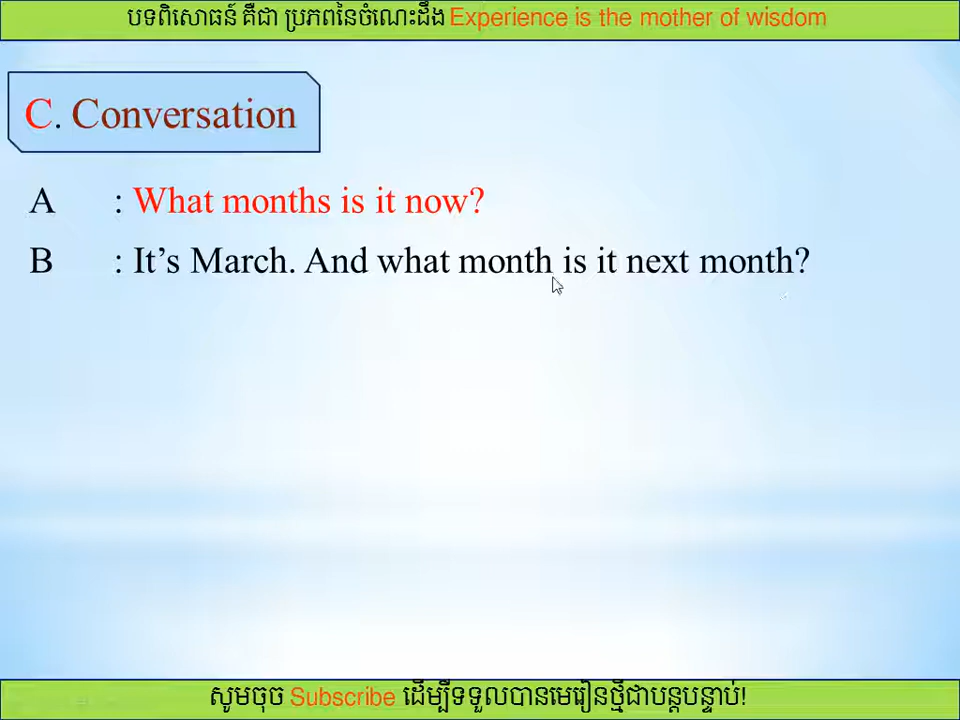 បទពិសោធន៍ គឺជា ប្រភពនៃចំណេះដឹង Experience is the mother of wisdom
C. Conversation
A : What months is it now?
B : It’s March. And what month is it next month?
សូមចុច Subscribe ដើម្បីទទួលបានមេរៀនថ្មីជាបន្តបន្ទាប់!